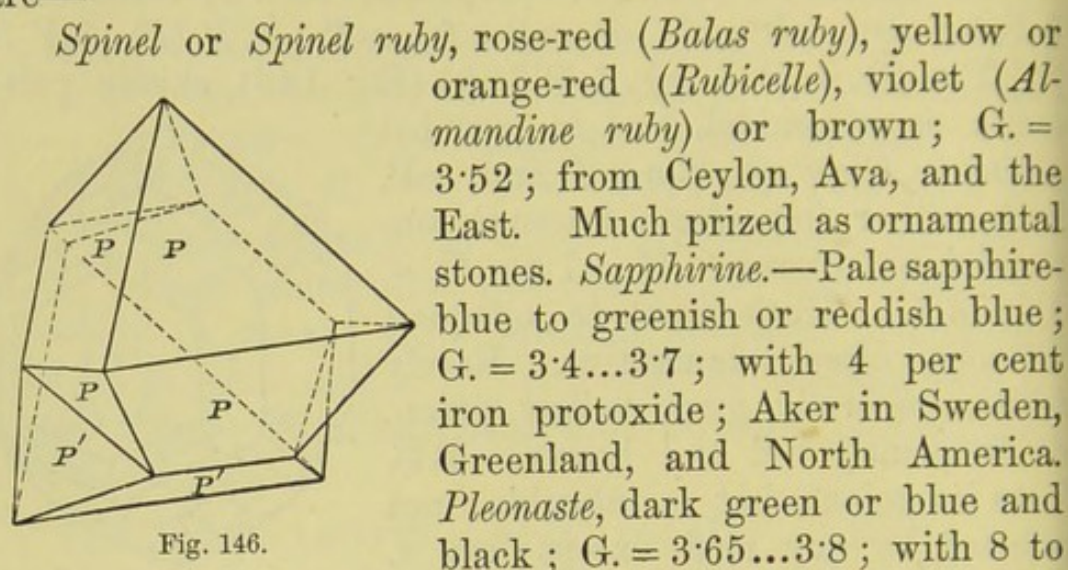 Spinel or Spinel ruby, rose-red (Balas ruby), yellow or
orange-red (Rubicelle), violet (Al-
mandine ruby) or brown ; G. =
3·52 ; from Ceylon, Ava, and the
East. Much prized as ornamental
stones. Sapphirine.—Pale sapphire-
blue to greenish or reddish blue ;
G. = 3·4...3·7 ; with 4 per cent
iron protoxide ; Aker in Sweden,
Greenland, and North America.
Pleonaste, dark green or blue and
black ; G. = 3·65...3·8 ; with 8 to
P P
P
P
P′
P′
Fig. 146.